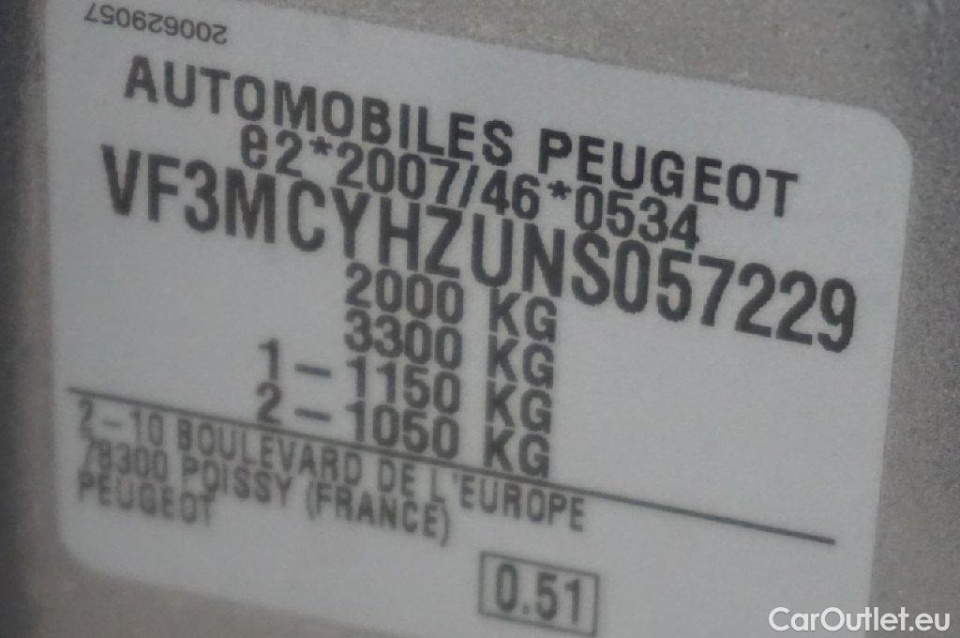 200629057
AUTOMOBILES PEUGEOT
e2*2007/46*0534
VF3MCYHZUNS057229
2000 KG
3300 KG
1 – 1150 KG
2 – 1050 KG
2–10 BOULEVARD DE L'EUROPE
78300 POISSY (FRANCE)
PEUGEOT
0.51
CarOutlet.eu